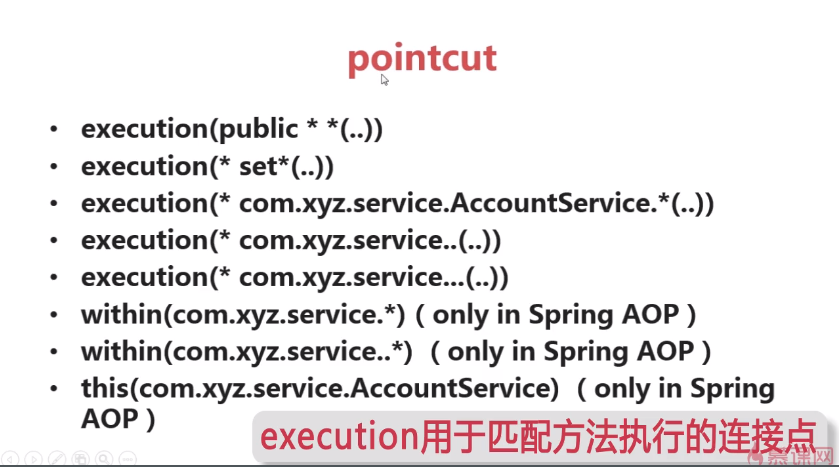 pointcut
• execution(public * *(..))
• execution(* set*(..))
• execution(* com.xyz.service.AccountService.*(..))
• execution(* com.xyz.service..(..))
• execution(* com.xyz.service...(..))
• within(com.xyz.service.*) ( only in Spring AOP )
• within(com.xyz.service..*) ( only in Spring AOP )
• this(com.xyz.service.AccountService) ( only in Spring
AOP )
execution用于匹配方法执行的连接点
慕课网